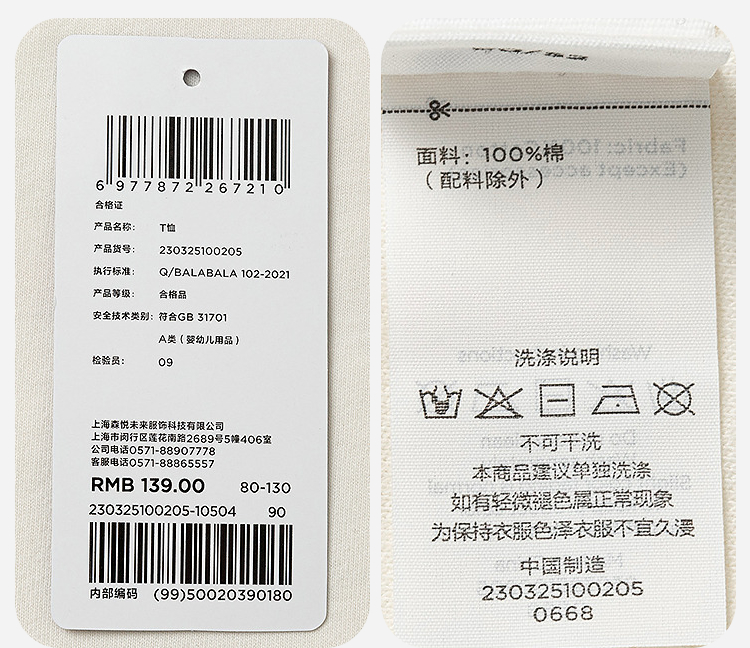 6 977872 267210
合格证
产品名称: T恤
产品货号: 230325100205
执行标准: Q/BALABALA 102-2021
产品等级: 合格品
安全技术类别: 符合GB 31701
A类(婴幼儿用品)
检验员: 09
上海森悦未来服饰科技有限公司
上海市闵行区莲花南路2689号5幢406室
公司电话0571-88907778
客服电话0571-88865557
RMB 139.00 80-130
230325100205-10504 90
内部编码 (99)50020390180
面料: 100%棉
(配料除外)
洗涤说明
不可干洗
本商品建议单独洗涤
如有轻微褪色属正常现象
为保持衣服色泽衣服不宜久浸
中国制造
230325100205
0668